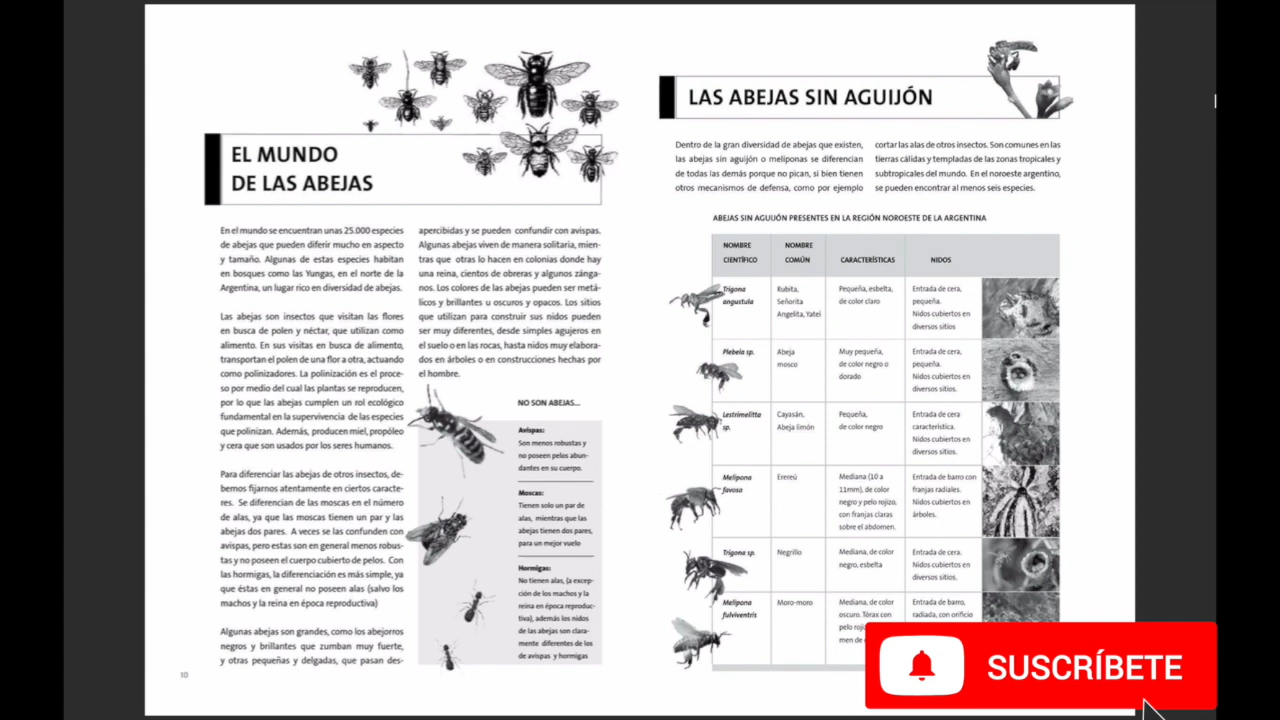 EL MUNDO
DE LAS ABEJAS
En el mundo se encuentran unas 25.000 especies
de abejas que pueden diferir mucho en aspecto
y tamaño. Algunas de estas especies habitan
en bosques como las Yungas, en el norte de la
Argentina, un lugar rico en diversidad de abejas.
Las abejas son insectos que visitan las flores
en busca de polen y néctar, que utilizan como
alimento. En sus visitas en busca de alimento,
transportan el polen de una flor a otra, actuando
como polinizadores. La polinización es el proce-
so por medio del cual las plantas se reproducen,
por lo que las abejas cumplen un rol ecológico
fundamental en la supervivencia de las especies
que polinizan. Además, producen miel, propóleo
y cera que son usados por los seres humanos.
Para diferenciar las abejas de otros insectos, de-
bemos fijarnos atentamente en ciertos caracte-
res. Se diferencian de las moscas en el número
de alas, ya que las moscas tienen un par y las
abejas dos pares. A veces se las confunden con
avispas, pero estas son en general menos robus-
tas y no poseen el cuerpo cubierto de pelos. Con
las hormigas, la diferenciación es más simple, ya
que éstas en general no poseen alas (salvo los
machos y la reina en época reproductiva)
Algunas abejas son grandes, como los abejorros
negros y brillantes que zumban muy fuerte,
y otras pequeñas y delgadas, que pasan des-
apercibidas y se pueden confundir con avispas.
Algunas abejas viven de manera solitaria, mien-
tras que otras lo hacen en colonias donde hay
una reina, cientos de obreras y algunos zánga-
nos. Los colores de las abejas pueden ser metá-
licos y brillantes u oscuros y opacos. Los sitios
que utilizan para construir sus nidos pueden
ser muy diferentes, desde simples agujeros en
el suelo o en las rocas, hasta nidos muy elabora-
dos en árboles o en construcciones hechas por
el hombre.
NO SON ABEJAS...
Avispas:
Son menos robustas y
no poseen pelos abun-
dantes en su cuerpo.
Moscas:
Tienen solo un par de
alas, mientras que las
abejas tienen dos pares,
para un mejor vuelo
Hormigas:
No tienen alas, (a excep-
ción de los machos y la
reina en época reproduc-
tiva), además los nidos
de las abejas son clara-
mente diferentes de los
de avispas y hormigas
10
LAS ABEJAS SIN AGUIJÓN
Dentro de la gran diversidad de abejas que existen,
las abejas sin aguijón o meliponas se diferencian
de todas las demás porque no pican, si bien tienen
otros mecanismos de defensa, como por ejemplo
cortar las alas de otros insectos. Son comunes en las
tierras cálidas y templadas de las zonas tropicales y
subtropicales del mundo. En el noroeste argentino,
se pueden encontrar al menos seis especies.
ABEJAS SIN AGUIJÓN PRESENTES EN LA REGIÓN NOROESTE DE LA ARGENTINA
NOMBRE
CIENTÍFICO
NOMBRE
COMÚN
CARACTERÍSTICAS
NIDOS
Trigona
angustula
Rubita,
Señorita
Angelita, Yateí
Pequeña, esbelta,
de color claro
Entrada de cera,
pequeña.
Nidos cubiertos en
diversos sitios
Plebeia sp.
Abeja
mosco
Muy pequeña,
de color negro o
dorado
Entrada de cera,
pequeña.
Nidos cubiertos en
diversos sitios.
Lestrimelitta
sp.
Cayasán,
Abeja limón
Pequeña,
de color negro
Entrada de cera
característica.
Nidos cubiertos en
diversos sitios.
Melipona
favosa
Erereú
Mediana (10 a
11mm), de color
negro y pelo rojizo,
con franjas claras
sobre el abdomen.
Entrada de barro con
franjas radiales.
Nidos cubiertos en
árboles.
Trigona sp.
Negrillo
Mediana, de color
negro, esbelta
Entrada de cera.
Nidos cubiertos en
diversos sitios.
Melipona
fulviventris
Moro-moro
Mediana, de color
oscuro. Tórax con
pelo
men de
Entrada de barro,
radiada, con orificio
SUSCRÍBETE